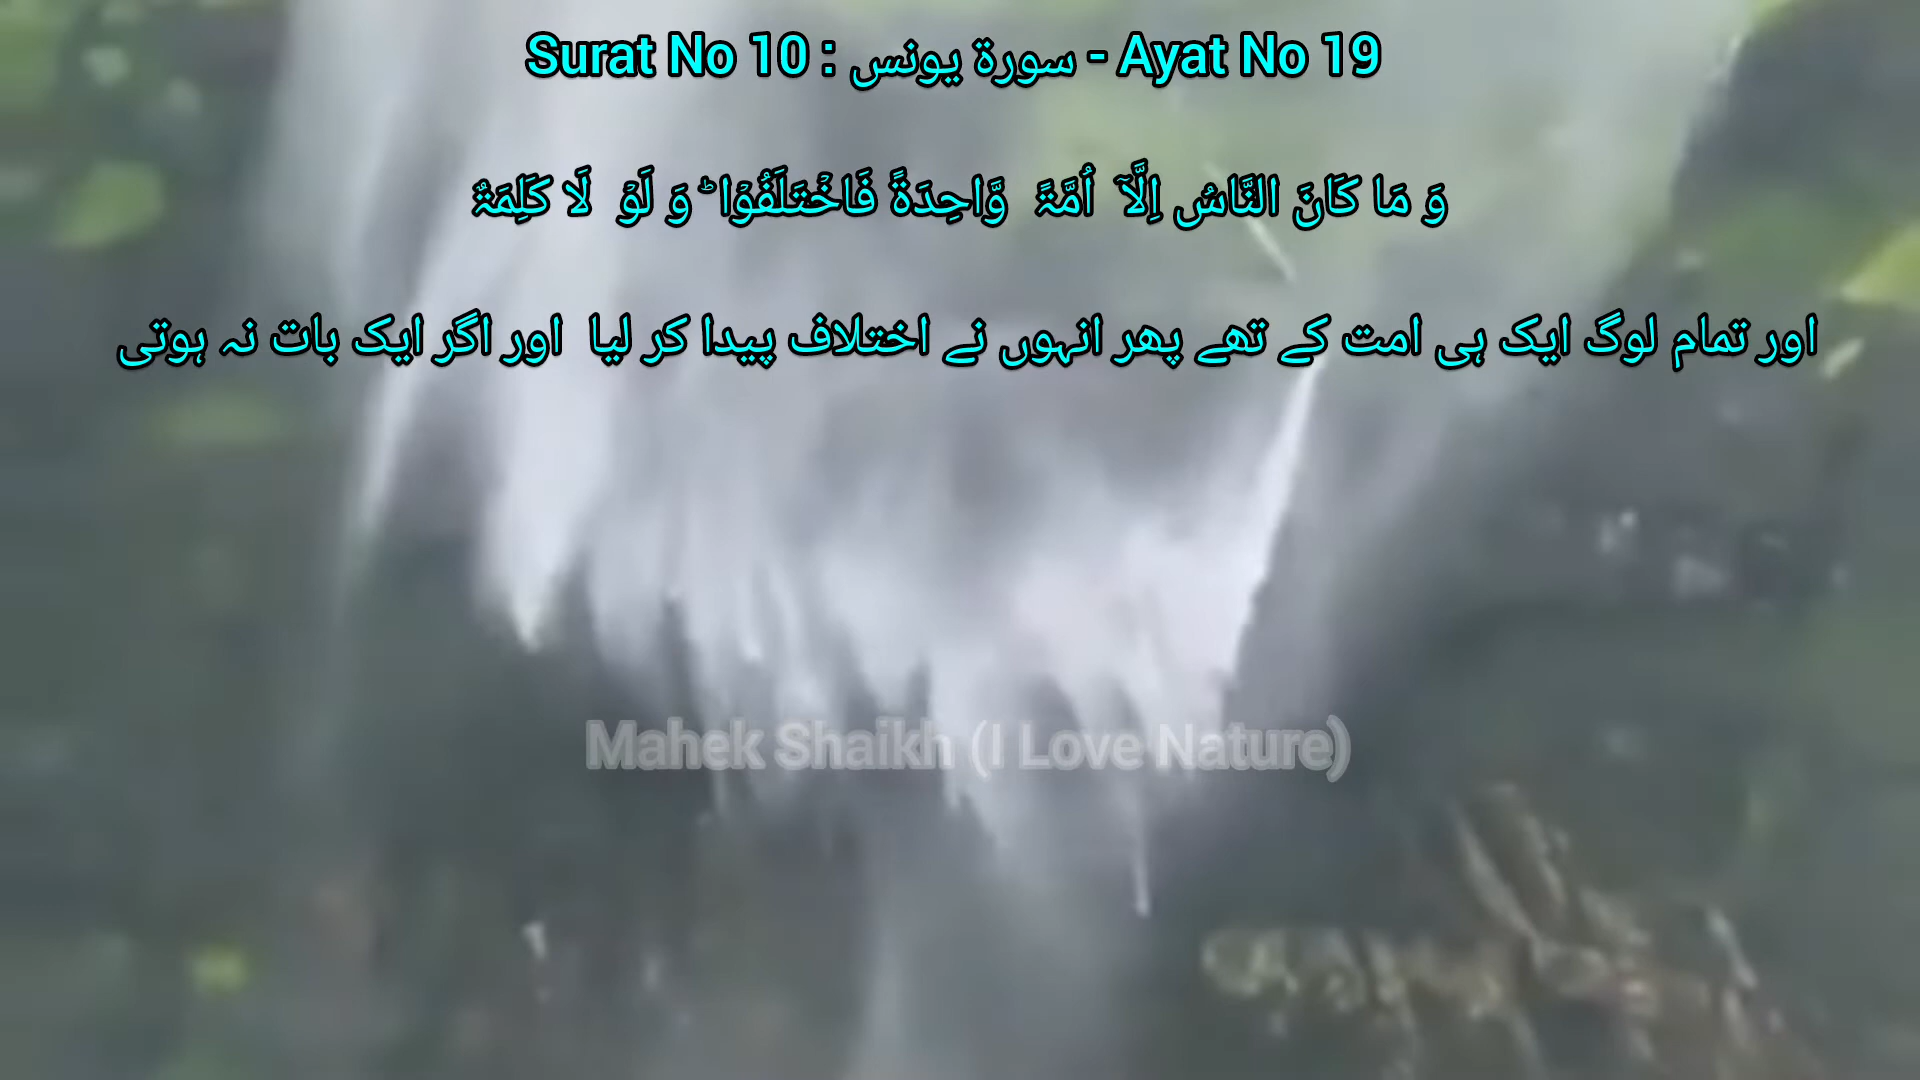 Surat No 10 : سورة يونس - Ayat No 19
وَ مَا کَانَ النَّاسُ اِلَّاۤ اُمَّۃً وَّاحِدَۃً فَاخۡتَلَفُوۡا ؕ وَ لَوۡ لَا کَلِمَۃٌ
اور تمام لوگ ایک ہی امت کے تھے پھر انہوں نے اختلاف پیدا کر لیا اور اگر ایک بات نہ ہوتی
Mahek Shaikh (I Love Nature)